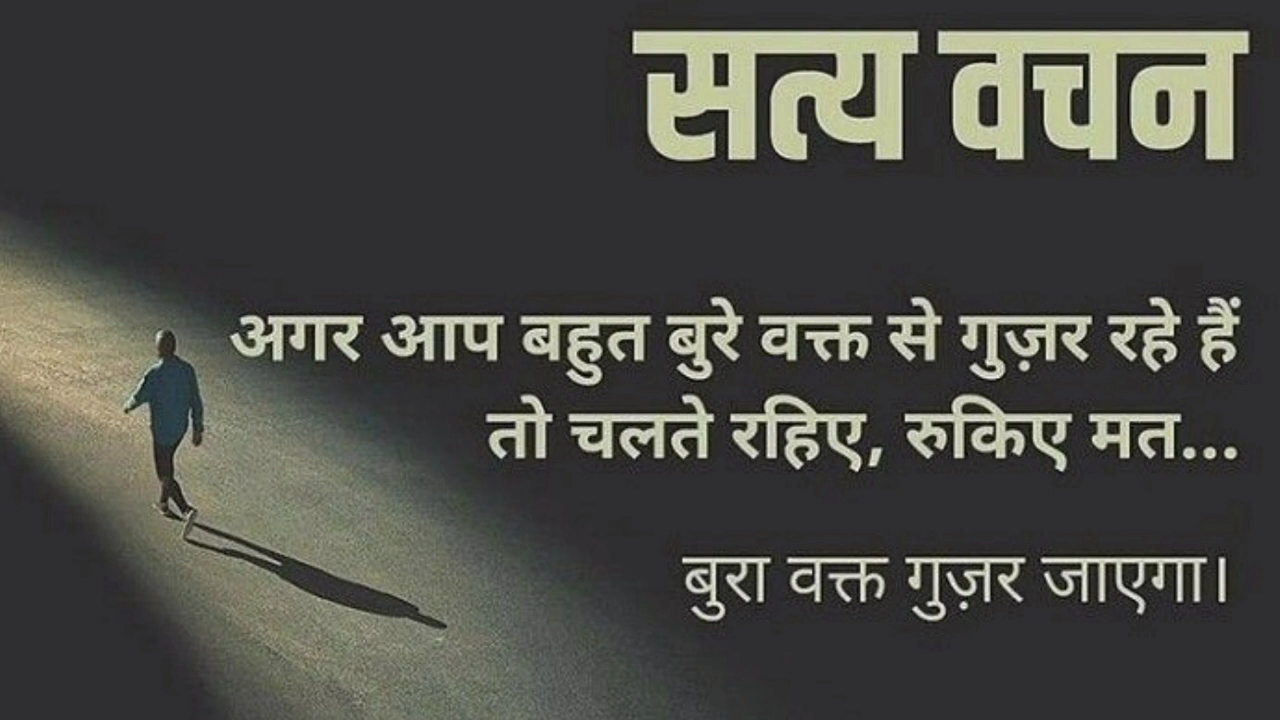 सत्य वचन
अगर आप बहुत बुरे वक्त से गुज़र रहे हैं
तो चलते रहिए, रुकिए मत...
बुरा वक्त गुज़र जाएगा।